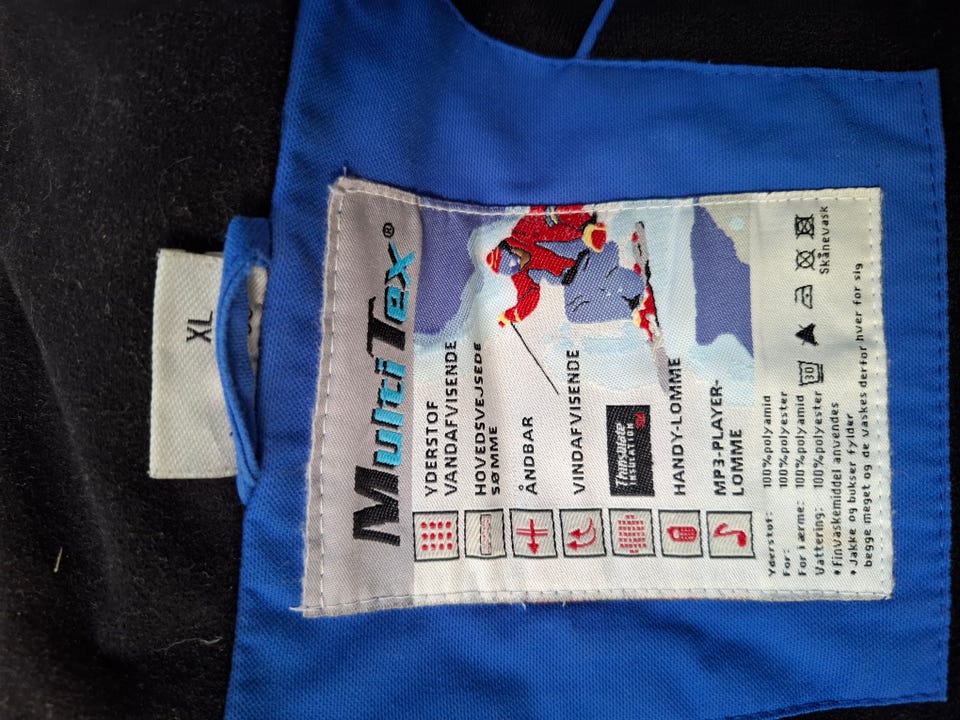 XL
MULTITEX®
YDERSTOF
VANDAFVISENDE
HOVEDSVEJSEDE
SØMME
ÅNDBAR
VINDAFVISENDE
Thinsulate
INSULATION 3M
HANDY-LOMME
MP3-PLAYER-
LOMME
Yderstof: 100%polyamid
For: 100%polyester
For i ærme: 100%polyamid
Vattering: 100%polyester
30
Skånevask
•Finvaskemiddel anvendes
•Jakke og bukser fylder
begge meget og de vaskes derfor hver for sig